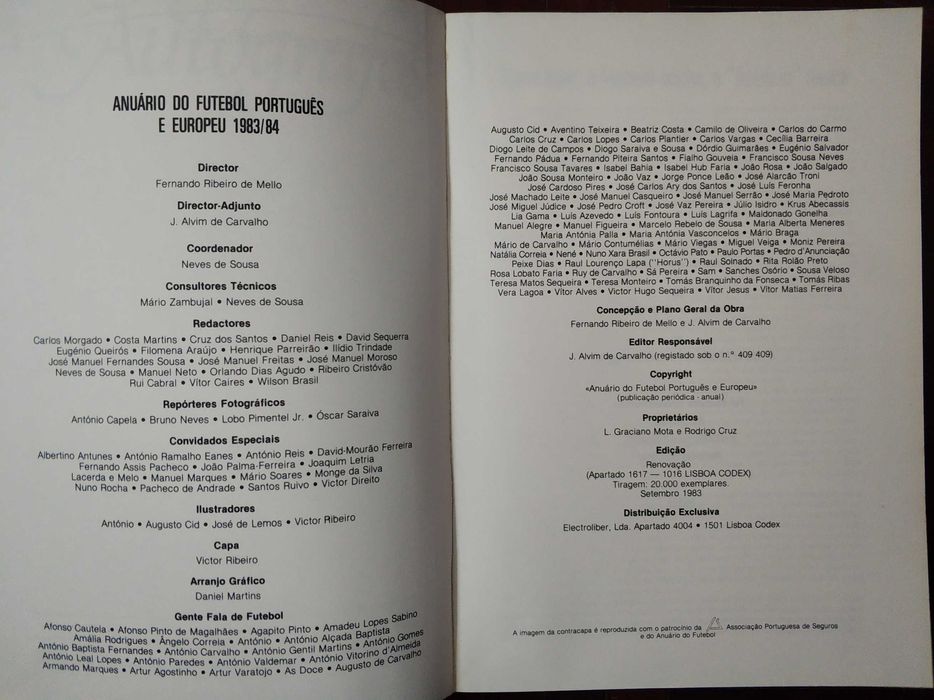 ANUÁRIO DO FUTEBOL PORTUGUÊS
E EUROPEU 1983/84
Director
Fernando Ribeiro de Mello
Director-Adjunto
J. Alvim de Carvalho
Coordenador
Neves de Sousa
Consultores Técnicos
Mário Zambujal • Neves de Sousa
Redactores
Carlos Morgado • Costa Martins • Cruz dos Santos • Daniel Reis • David Sequerra
Eugénio Queirós • Filomena Araújo • Henrique Parreirão • Ilídio Trindade
José Manuel Fernandes Sousa • José Manuel Freitas • José Manuel Moroso
Neves de Sousa • Manuel Neto • Orlando Dias Agudo • Ribeiro Cristóvão
Rui Cabral • Vítor Caires • Wilson Brasil
Repórteres Fotográficos
António Capela • Bruno Neves • Lobo Pimentel Jr. • Óscar Saraiva
Convidados Especiais
Albertino Antunes • António Ramalho Eanes • António Reis • David-Mourão Ferreira
Fernando Assis Pacheco • João Palma-Ferreira • Joaquim Letria
Lacerda e Melo • Manuel Marques • Mário Soares • Monge da Silva
Nuno Rocha • Pacheco de Andrade • Santos Ruivo • Victor Direito
Ilustradores
António • Augusto Cid • José de Lemos • Victor Ribeiro
Capa
Victor Ribeiro
Arranjo Gráfico
Daniel Martins
Gente Fala de Futebol
Afonso Cautela • Afonso Pinto de Magalhães • Agapito Pinto • Amadeu Lopes Sabino
Amália Rodrigues • Ângelo Correia • António • António Alçada Baptista
António Baptista Fernandes • António Carvalho • António Gentil Martins • António Gomes
António Leal Lopes • António Paredes • António Valdemar • António Vitorino d'Almeida
Armando Marques • Artur Agostinho • Artur Varatojo • As Doce • Augusto de Carvalho
Augusto Cid • Aventino Teixeira • Beatriz Costa • Camilo de Oliveira • Carlos do Carmo
Carlos Cruz • Carlos Lopes • Carlos Plantier • Carlos Vargas • Cecília Barreira
Diogo Leite de Campos • Diogo Saraiva e Sousa • Dórdio Guimarães • Eugénio Salvador
Fernando Pádua • Fernando Piteira Santos • Fialho Gouveia • Francisco Sousa Neves
Francisco Sousa Tavares • Isabel Bahia • Isabel Hub Faria • João Rosa • João Salgado
João Sousa Monteiro • João Vaz • Jorge Ponce Leão • José Alarcão Troni
José Cardoso Pires • José Carlos Ary dos Santos • José Luís Feronha
José Machado Leite • José Manuel Casqueiro • José Manuel Serrão • José Maria Pedroto
José Miguel Júdice • José Pedro Croft • José Vaz Pereira • Júlio Isidro • Krus Abecassis
Lia Gama • Luís Azevedo • Luís Fontoura • Luís Lagrifa • Maldonado Gonelha
Manuel Alegre • Manuel Figueira • Marcelo Rebelo de Sousa • Maria Alberta Meneres
Maria Antónia Palla • Maria Antónia Vasconcelos • Mário Braga
Mário de Carvalho • Mário Contumélias • Mário Viegas • Miguel Veiga • Moniz Pereira
Natália Correia • Nené • Nuno Xara Brasil • Octávio Pato • Paulo Portas • Pedro d'Anunciação
Peixe Dias • Raul Lourenço Lapa ("Horus") • Raul Solnado • Rita Rolão Preto
Rosa Lobato Faria • Ruy de Carvalho • Sá Pereira • Sam • Sanches Osório • Sousa Veloso
Teresa Matos Sequeira • Teresa Monteiro • Tomás Branquinho da Fonseca • Tomás Ribas
Vera Lagoa • Vítor Alves • Victor Hugo Sequeira • Vítor Jesus • Vítor Matias Ferreira
Concepção e Plano Geral da Obra
Fernando Ribeiro de Mello e J. Alvim de Carvalho
Editor Responsável
J. Alvim de Carvalho (registado sob o n.º 409 409)
Copyright
«Anuário do Futebol Português e Europeu»
(publicação periódica - anual)
Proprietários
L. Graciano Mota e Rodrigo Cruz
Edição
Renovação
(Apartado 1617 — 1016 LISBOA CODEX)
Tiragem: 20.000 exemplares.
Setembro 1983
Distribuição Exclusiva
Electroliber, Lda. Apartado 4004 • 1501 Lisboa Codex
A imagem da contracapa é reproduzida com o patrocínio da Associação Portuguesa de Seguros
e do Anuário do Futebol